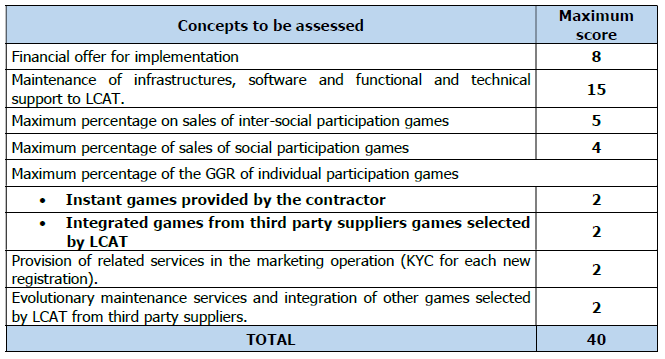 Concepts to be assessed
Maximum
score
Financial offer for implementation
8
Maintenance of infrastructures, software and functional and technical
support to LCAT.
15
Maximum percentage on sales of inter-social participation games
5
Maximum percentage of sales of social participation games
4
Maximum percentage of the GGR of individual participation games
• Instant games provided by the contractor
2
• Integrated games from third party suppliers games selected
by LCAT
2
Provision of related services in the marketing operation (KYC for each new
registration).
2
Evolutionary maintenance services and integration of other games selected
by LCAT from third party suppliers.
2
TOTAL
40